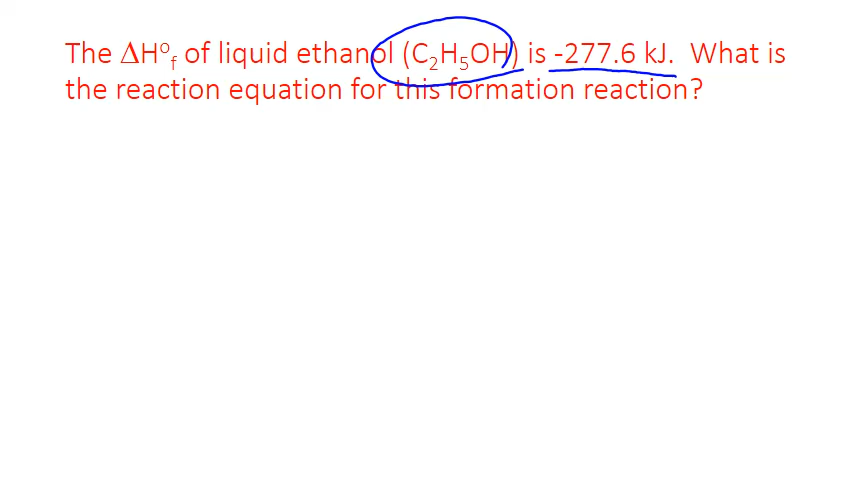 The ΔH°f of liquid ethanol (C₂H₅OH) is -277.6 kJ.  What is
the reaction equation for this formation reaction?